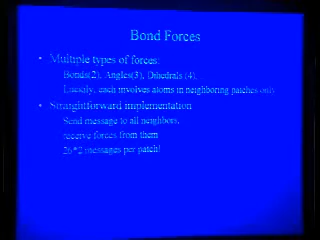 Bond Forces
• Multiple types of forces:
Bonds(2), Angles(3), Dihedrals (4),
Luckily, each involves atoms in neighboring patches only
• Straightforward implementation
Send message to all neighbors,
receive forces from them
26*2 messages per patch!